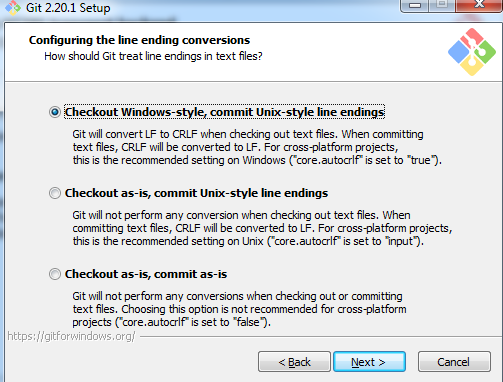 Git 2.20.1 Setup
Configuring the line ending conversions
How should Git treat line endings in text files?
Checkout Windows-style, commit Unix-style line endings
Git will convert LF to CRLF when checking out text files. When committing
text files, CRLF will be converted to LF. For cross-platform projects,
this is the recommended setting on Windows ("core.autocrlf" is set to "true").
Checkout as-is, commit Unix-style line endings
Git will not perform any conversion when checking out text files. When
committing text files, CRLF will be converted to LF. For cross-platform projects,
this is the recommended setting on Unix ("core.autocrlf" is set to "input").
Checkout as-is, commit as-is
Git will not perform any conversions when checking out or committing
text files. Choosing this option is not recommended for cross-platform
projects ("core.autocrlf" is set to "false").
https://gitforwindows.org/
< Back
Next >
Cancel